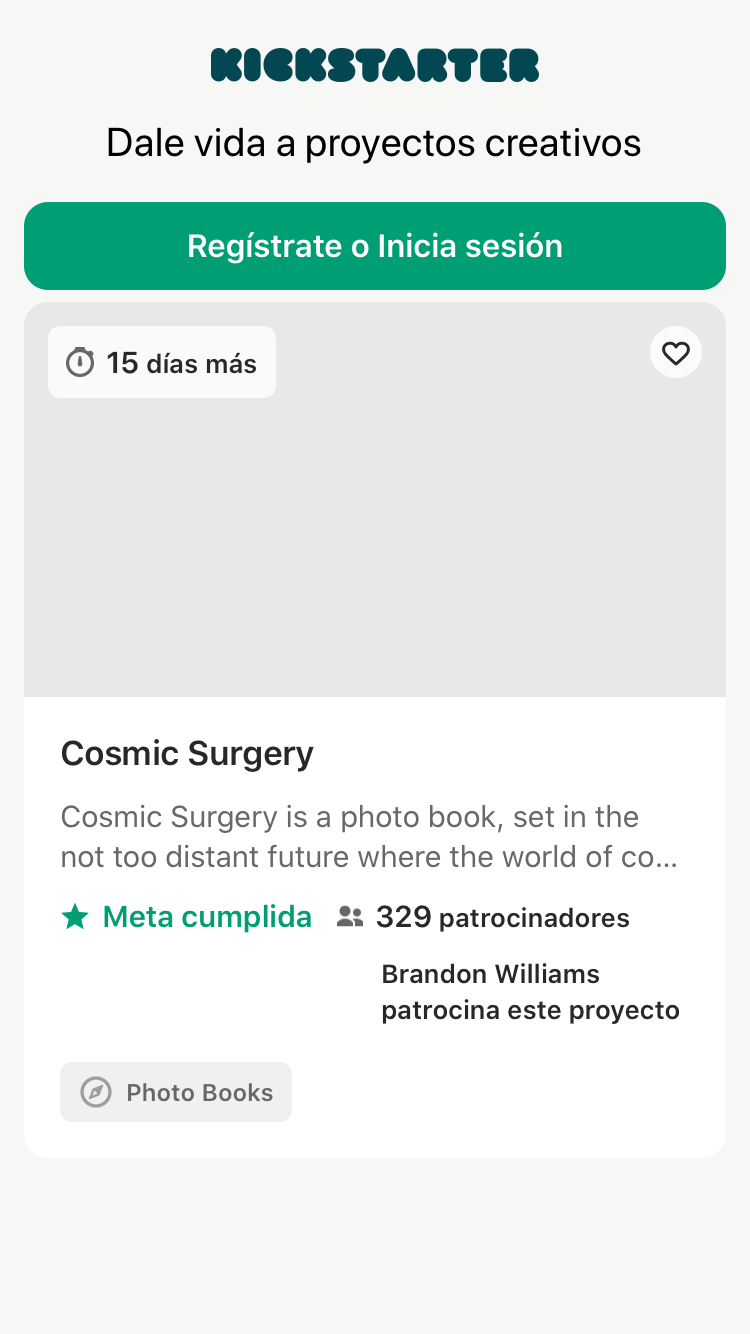 KICKSTARTER
Dale vida a proyectos creativos
Regístrate o Inicia sesión
15 días más
Cosmic Surgery
Cosmic Surgery is a photo book, set in the
not too distant future where the world of co...
Meta cumplida
329 patrocinadores
Brandon Williams
patrocina este proyecto
Photo Books